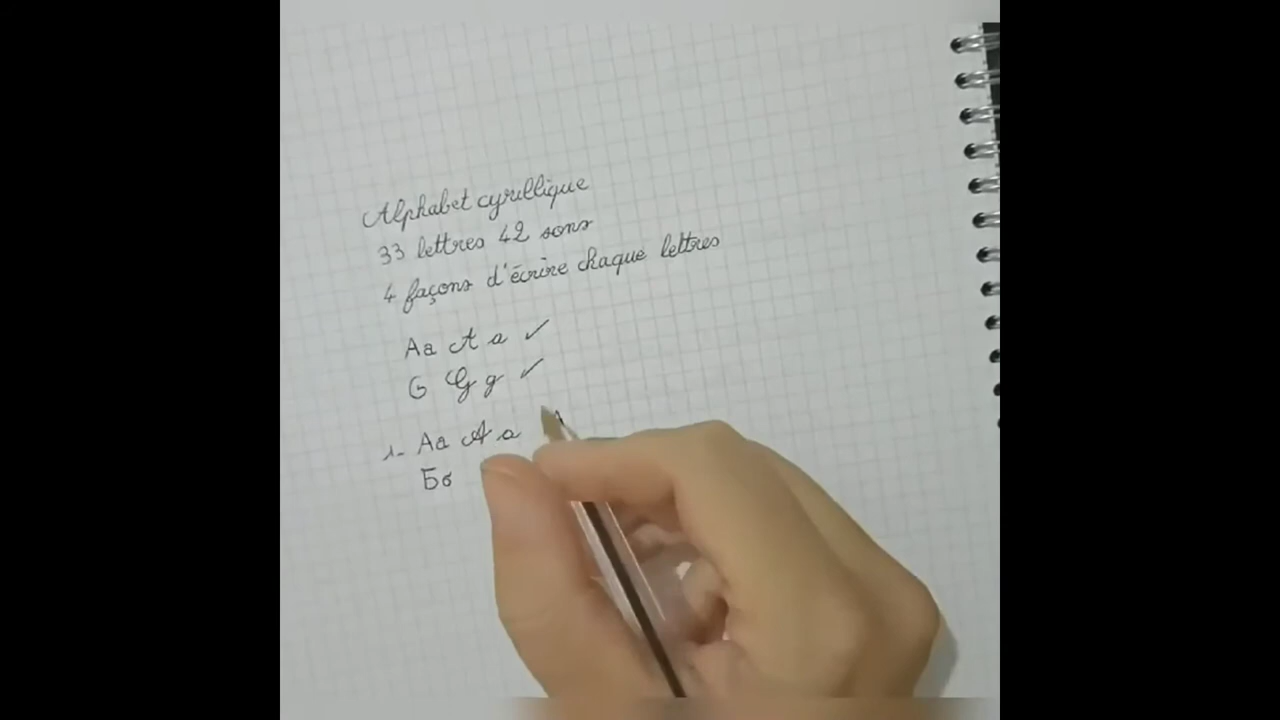 Alphabet cyrillique
33 lettres 42 sons
4 façons d'écrire chaque lettres
Aa A a ✓
G G g ✓
1- Aa A a
Бб